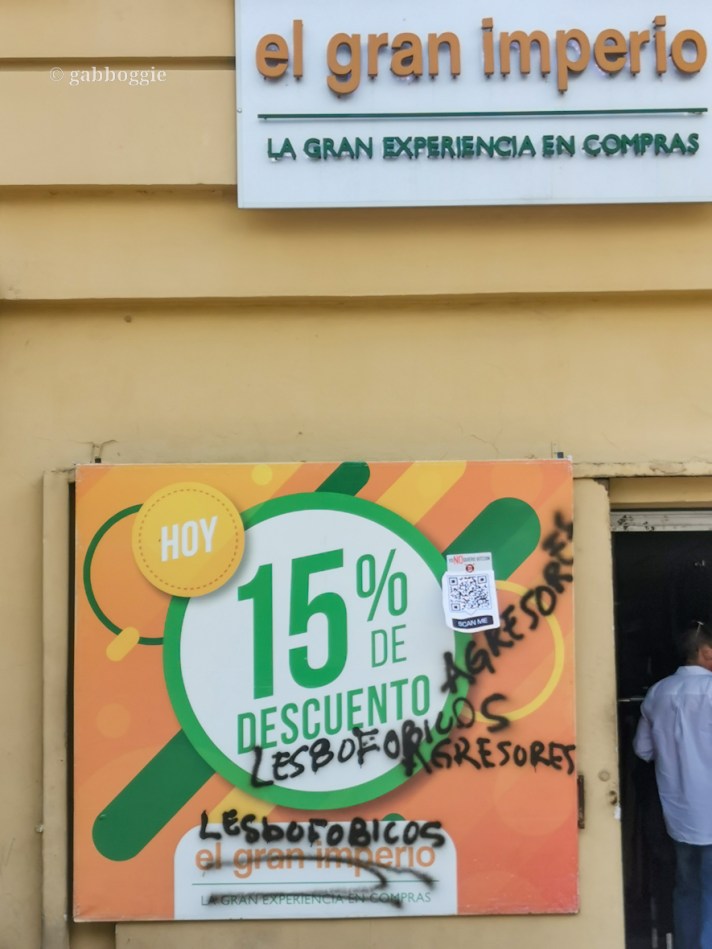 © gabboggie
el gran imperio
LA GRAN EXPERIENCIA EN COMPRAS
HOY
15%
DE
DESCUENTO
SCAN ME
AGRESORES
LESBOFOBICOS
AGRESORES
LESBOFOBICOS
el gran imperio
LA GRAN EXPERIENCIA EN COMPRAS